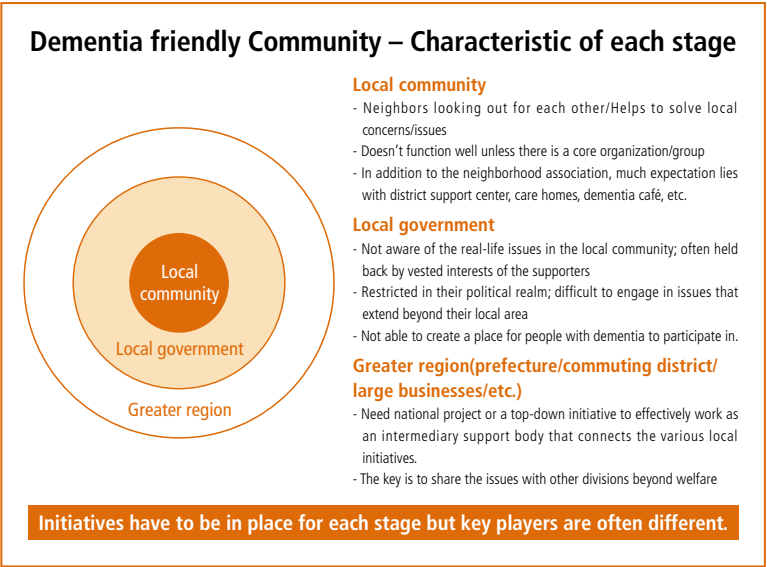 Dementia friendly Community – Characteristic of each stage
Local
community
Local government
Greater region
Local community
- Neighbors looking out for each other/Helps to solve local
concerns/issues
- Doesn't function well unless there is a core organization/group
- In addition to the neighborhood association, much expectation lies
with district support center, care homes, dementia café, etc.
Local government
- Not aware of the real-life issues in the local community; often held
back by vested interests of the supporters
- Restricted in their political realm; difficult to engage in issues that
extend beyond their local area
- Not able to create a place for people with dementia to participate in.
Greater region(prefecture/commuting district/
large businesses/etc.)
- Need national project or a top-down initiative to effectively work as
an intermediary support body that connects the various local
initiatives.
- The key is to share the issues with other divisions beyond welfare
Initiatives have to be in place for each stage but key players are often different.